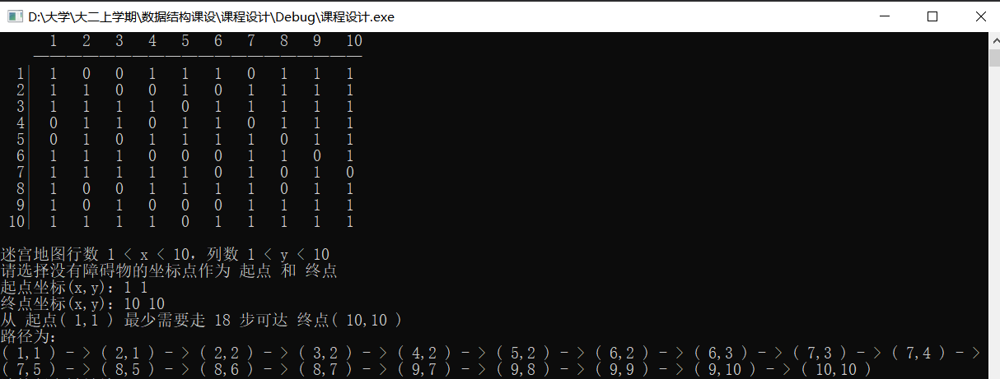 D:\大学\大二上学期\数据结构课设\课程设计\Debug\课程设计.exe
1 2 3 4 5 6 7 8 9 10
1 1 0 0 1 1 1 0 1 1 1
2 1 1 0 0 1 0 1 1 1 1
3 1 1 1 1 0 1 1 1 1 1
4 0 1 1 0 1 1 0 1 1 1
5 0 1 0 1 1 1 1 0 1 1
6 1 1 1 0 0 0 1 1 0 1
7 1 1 1 1 1 0 1 0 1 0
8 1 0 0 1 1 1 1 0 1 1
9 1 0 1 0 0 0 1 1 1 1
10 1 1 1 1 0 1 1 1 1 1
迷宫地图行数 1 < x < 10，列数 1 < y < 10
请选择没有障碍物的坐标点作为 起点 和 终点
起点坐标(x,y)：1 1
终点坐标(x,y)：10 10
从 起点( 1,1 ) 最少需要走 18 步可达 终点( 10,10 )
路径为：
( 1,1 ) - > ( 2,1 ) - > ( 2,2 ) - > ( 3,2 ) - > ( 4,2 ) - > ( 5,2 ) - > ( 6,2 ) - > ( 6,3 ) - > ( 7,3 ) - > ( 7,4 ) - >
( 7,5 ) - > ( 8,5 ) - > ( 8,6 ) - > ( 8,7 ) - > ( 9,7 ) - > ( 9,8 ) - > ( 9,9 ) - > ( 9,10 ) - > ( 10,10 )